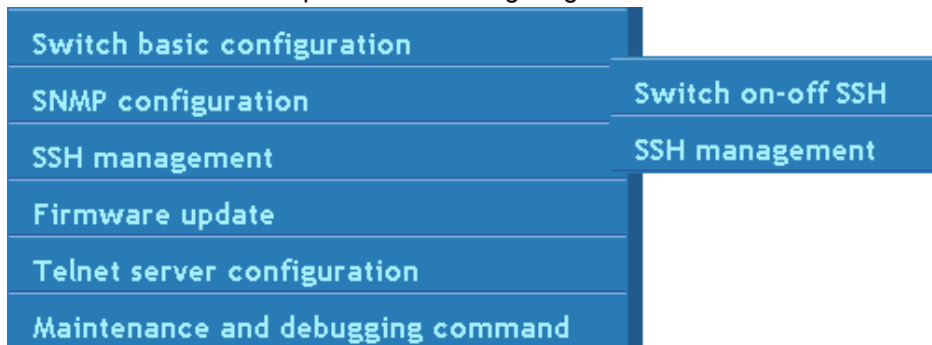 Switch basic configuration
SNMP configuration
SSH management
Firmware update
Telnet server configuration
Maintenance and debugging command
Switch on-off SSH
SSH management